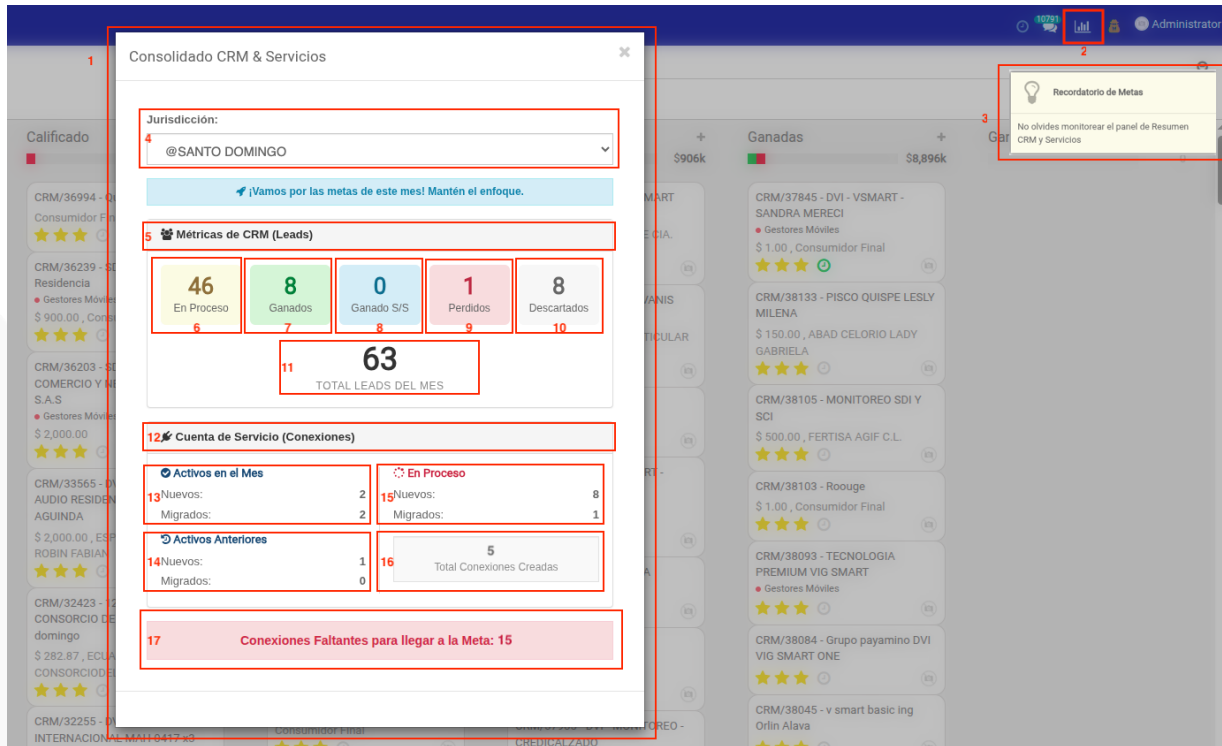 10791
Administrator
1
2
3
Consolidado CRM & Servicios
×
Recordatorio de Metas
No olvides monitorear el panel de Resumen
CRM y Servicios
Jurisdicción:
4
@SANTO DOMINGO
¡Vamos por las metas de este mes! Mantén el enfoque.
5 Métricas de CRM (Leads)
46
En Proceso
6
8
Ganados
7
0
Ganado S/S
8
1
Perdidos
9
8
Descartados
10
11
63
TOTAL LEADS DEL MES
12 Cuenta de Servicio (Conexiones)
Activos en el Mes
13 Nuevos: 2
Migrados: 2
En Proceso
15 Nuevos: 8
Migrados: 1
Activos Anteriores
14 Nuevos: 1
Migrados: 0
16
5
Total Conexiones Creadas
17 Conexiones Faltantes para llegar a la Meta: 15
Calificado
CRM/36994 -
Consumidor
CRM/36239 -
Residencia
Gestores Móviles
$ 900.00 ,
CRM/36203 -
COMERCIO Y
S.A.S
Gestores Móviles
$ 2,000.00
CRM/33565 -
AUDIO
AGUINDA
$ 2,000.00 ,
ROBIN FABIAN
CRM/32423 -
CONSORCIO
domingo
$ 282.87 ,
CRM/32255 -
INTERNACIONAL MAH 0417 x3
Consumidor Final
+
$906k
MONITOREO -
CREDICALZADO
Ganadas +
$8,896k
CRM/37845 - DVI - VSMART -
SANDRA MERECI
Gestores Móviles
$ 1.00 , Consumidor Final
CRM/38133 - PISCO QUISPE LESLY
MILENA
$ 150.00 , ABAD CELORIO LADY
GABRIELA
CRM/38105 - MONITOREO SDI Y
SCI
$ 500.00 , FERTISA AGIF C.L.
CRM/38103 - Roouge
$ 1.00 , Consumidor Final
CRM/38093 - TECNOLOGIA
PREMIUM VIG SMART
Gestores Móviles
CRM/38084 - Grupo payamino DVI
VIG SMART ONE
CRM/38045 - v smart basic ing
Orlin Alava
0